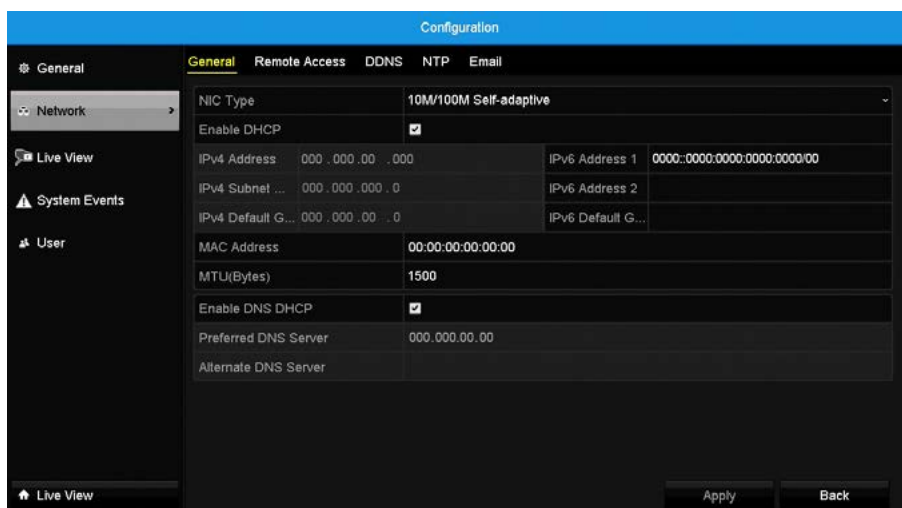 Configuration
General
Network
Live View
System Events
User
Live View
General Remote Access DDNS NTP Email
NIC Type 10M/100M Self-adaptive
Enable DHCP
IPv4 Address 000 . 000 . 00 . 000 IPv6 Address 1 0000::0000:0000:0000:0000/00
IPv4 Subnet ... 000 . 000 . 000 . 0 IPv6 Address 2
IPv4 Default G... 000 . 000 . 00 . 0 IPv6 Default G...
MAC Address 00:00:00:00:00:00
MTU(Bytes) 1500
Enable DNS DHCP
Preferred DNS Server 000.000.00.00
Alternate DNS Server
Apply Back